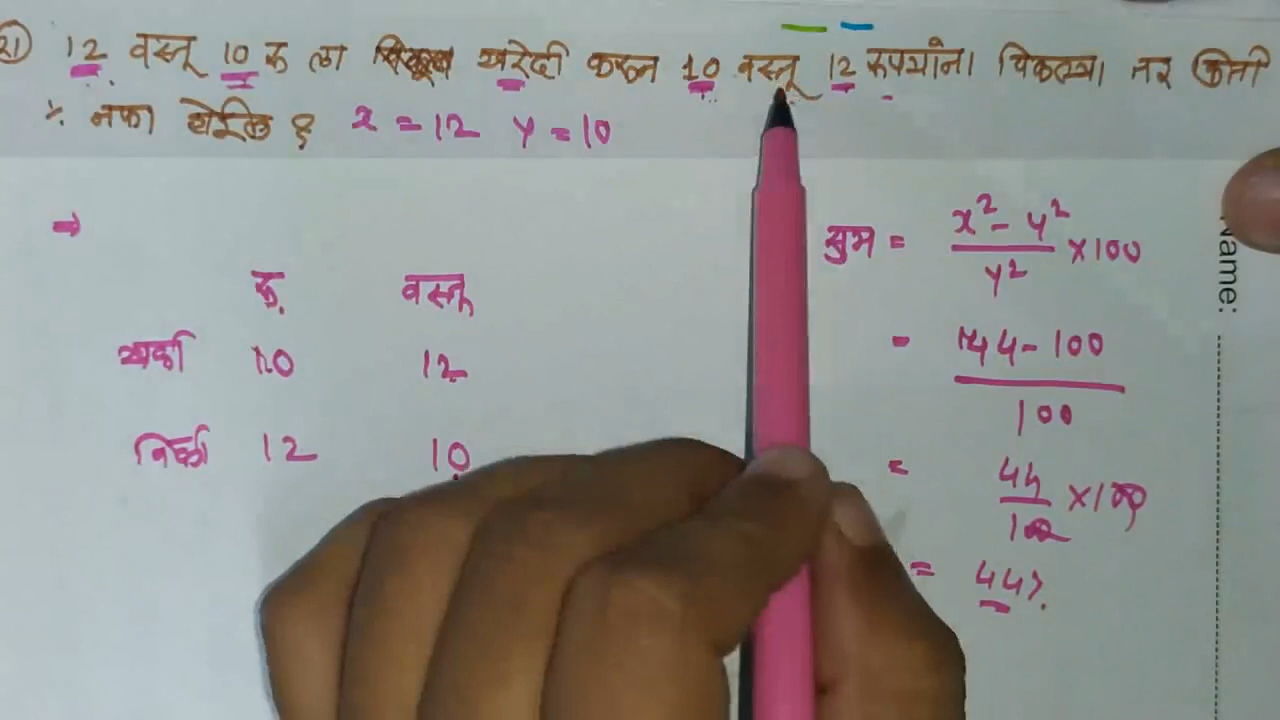 21) 12 वस्तू 10 रु ला खरेदी करुन 10 वस्तू 12 रुपयांना विकल्या तर किती
% नफा होईल ? x = 12 y = 10
→ सुत्र = x² - y² / y² × 100
रु. वस्तू
खरेदी 10 12
विक्री 12 10
= 144 - 100 / 100
= 44 / 100 × 100
= 44%.
Name: